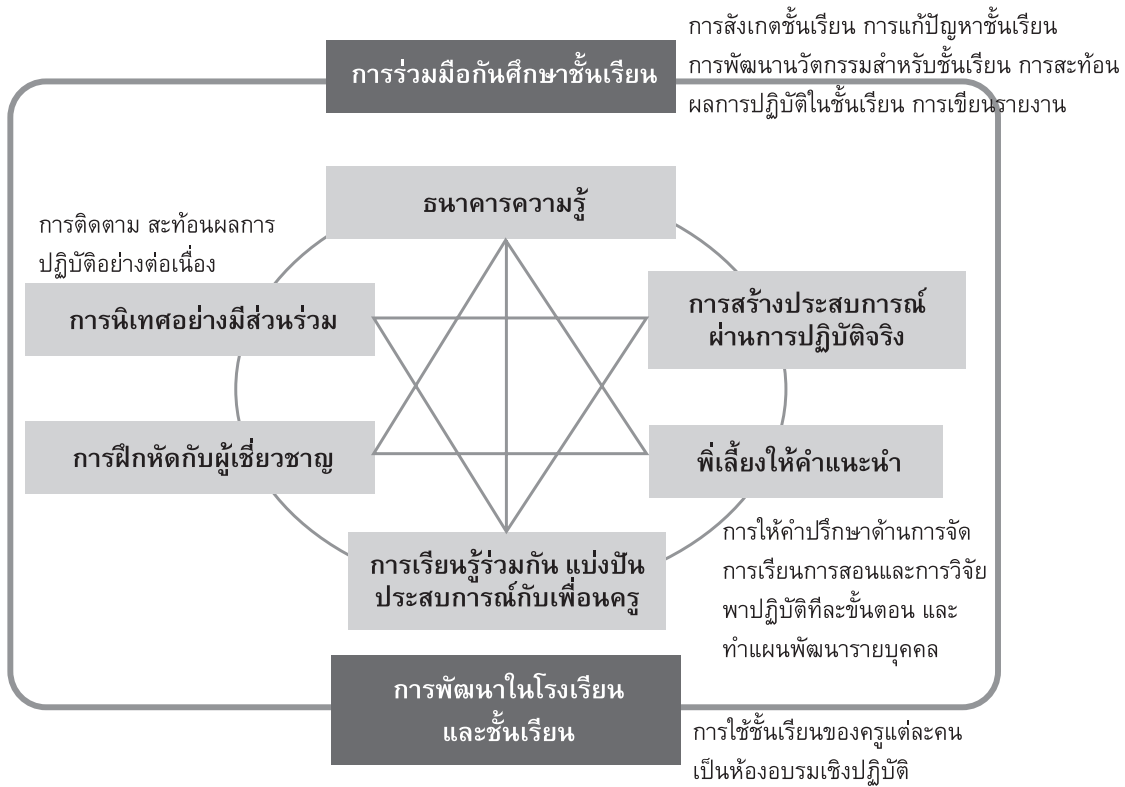 การร่วมมือกันศึกษาชั้นเรียน
การสังเกตชั้นเรียน การแก้ปัญหาชั้นเรียน
การพัฒนานวัตกรรมสำหรับชั้นเรียน การสะท้อน
ผลการปฏิบัติในชั้นเรียน การเขียนรายงาน
ธนาคารความรู้
การติดตาม สะท้อนผลการ
ปฏิบัติอย่างต่อเนื่อง
การนิเทศอย่างมีส่วนร่วม
การสร้างประสบการณ์
ผ่านการปฏิบัติจริง
การฝึกหัดกับผู้เชี่ยวชาญ
พี่เลี้ยงให้คำแนะนำ
การให้คำปรึกษาด้านการจัด
การเรียนการสอนและการวิจัย
พาปฏิบัติทีละขั้นตอน และ
ทำแผนพัฒนารายบุคคล
การเรียนรู้ร่วมกัน แบ่งปัน
ประสบการณ์กับเพื่อนครู
การพัฒนาในโรงเรียน
และชั้นเรียน
การใช้ชั้นเรียนของครูแต่ละคน
เป็นห้องอบรมเชิงปฏิบัติ